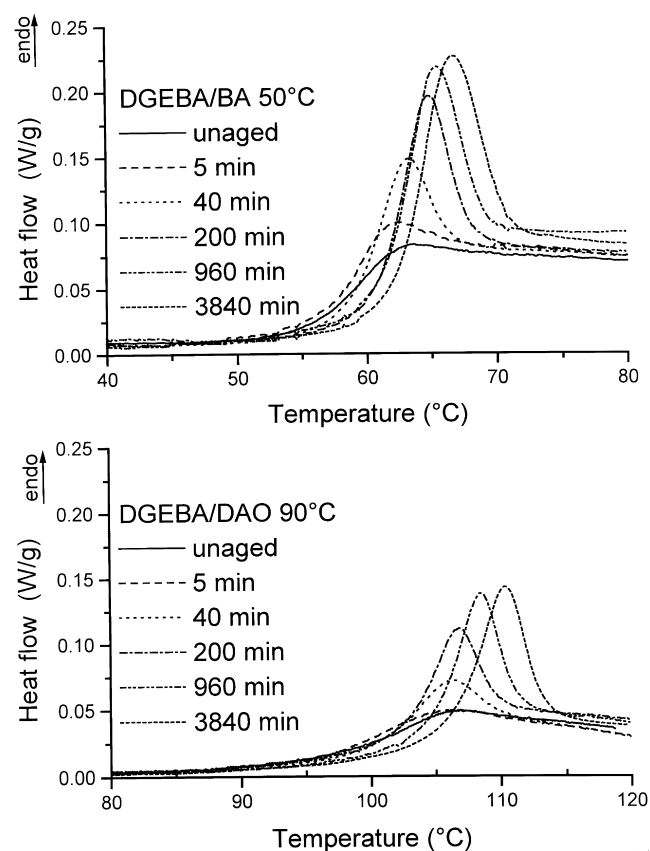 endo
0.25
0.20
0.15
0.10
0.05
0.00
Heat flow (W/g)
DGEBA/BA 50°C
unaged
5 min
40 min
200 min
960 min
3840 min
40 50 60 70 80
Temperature (°C)
endo
0.25
0.20
0.15
0.10
0.05
0.00
Heat flow (W/g)
DGEBA/DAO 90°C
unaged
5 min
40 min
200 min
960 min
3840 min
80 90 100 110 120
Temperature (°C)